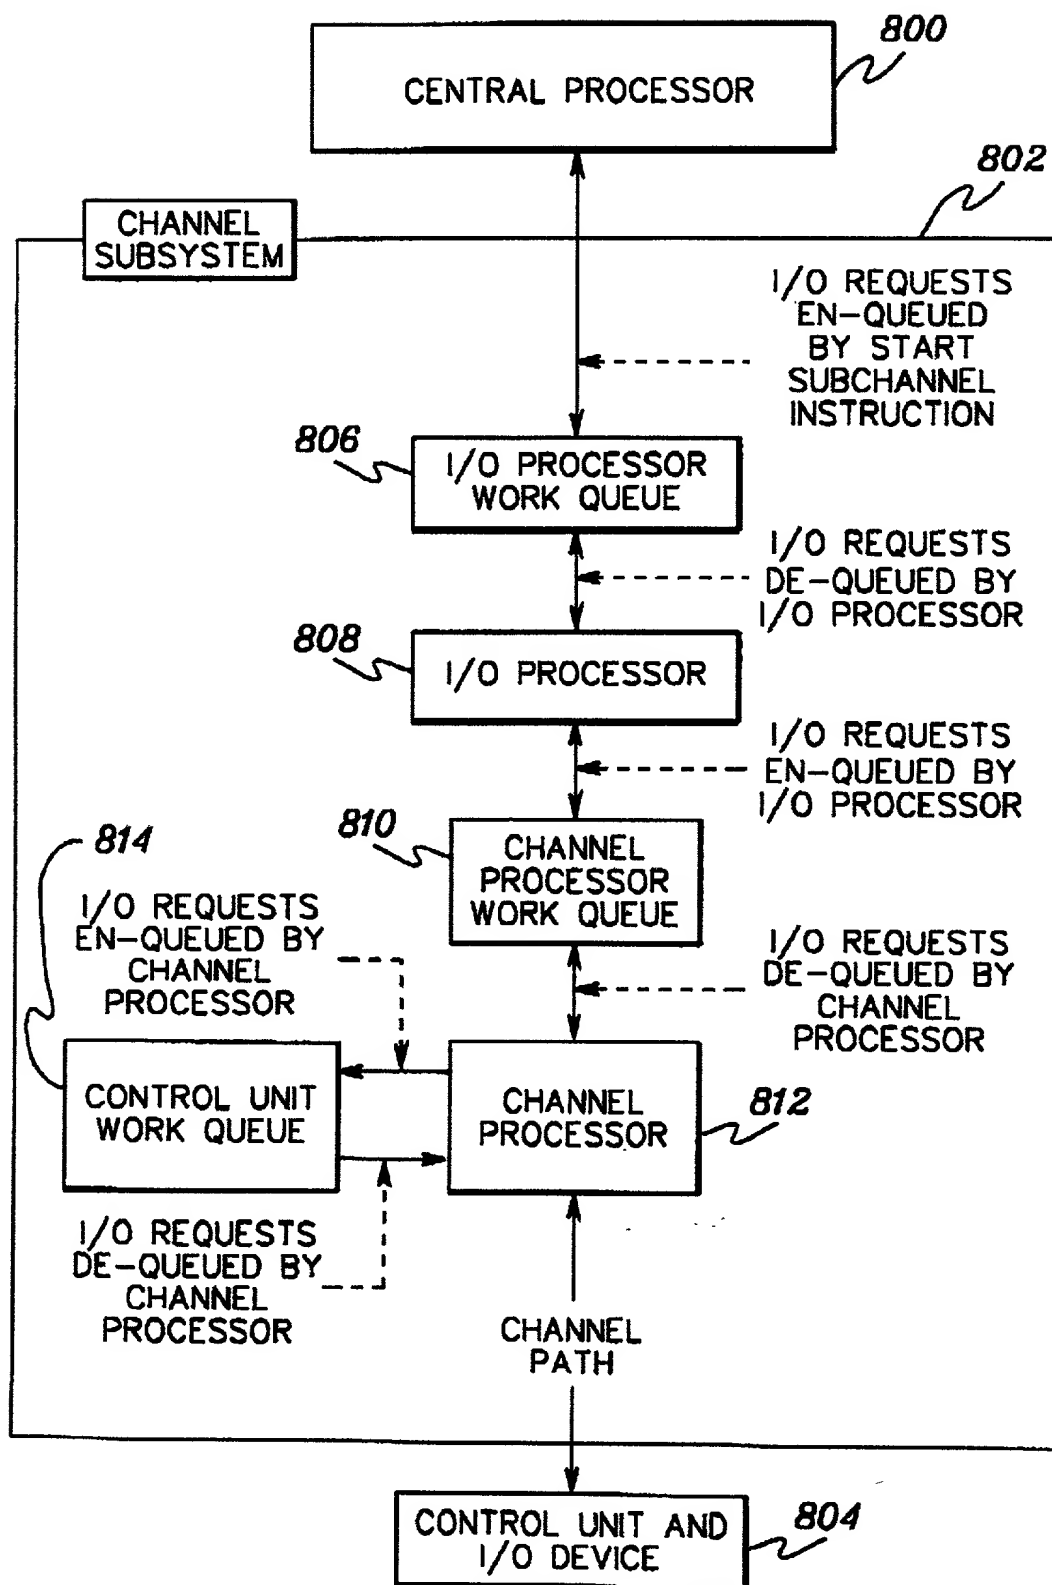 800
CENTRAL PROCESSOR
802
CHANNEL
SUBSYSTEM
I/O REQUESTS
EN-QUEUED
BY START
SUBCHANNEL
INSTRUCTION
806
I/O PROCESSOR
WORK QUEUE
I/O REQUESTS
DE-QUEUED BY
I/O PROCESSOR
808
I/O PROCESSOR
I/O REQUESTS
EN-QUEUED BY
I/O PROCESSOR
810
CHANNEL
PROCESSOR
WORK QUEUE
814
I/O REQUESTS
EN-QUEUED BY
CHANNEL
PROCESSOR
I/O REQUESTS
DE-QUEUED BY
CHANNEL
PROCESSOR
CONTROL UNIT
WORK QUEUE
CHANNEL
PROCESSOR
812
I/O REQUESTS
DE-QUEUED BY
CHANNEL
PROCESSOR
CHANNEL
PATH
CONTROL UNIT AND
I/O DEVICE
804